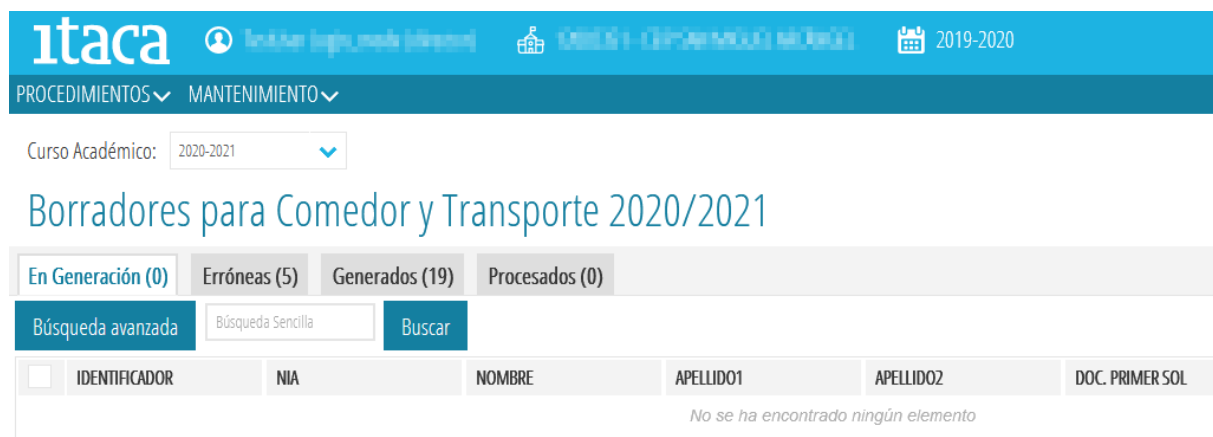 ıtaca 2019-2020
PROCEDIMIENTOS MANTENIMIENTO
Curso Académico: 2020-2021
Borradores para Comedor y Transporte 2020/2021
En Generación (0) Erróneas (5) Generados (19) Procesados (0)
Búsqueda avanzada Búsqueda Sencilla Buscar
IDENTIFICADOR NIA NOMBRE APELLIDO1 APELLIDO2 DOC. PRIMER SOL
No se ha encontrado ningún elemento